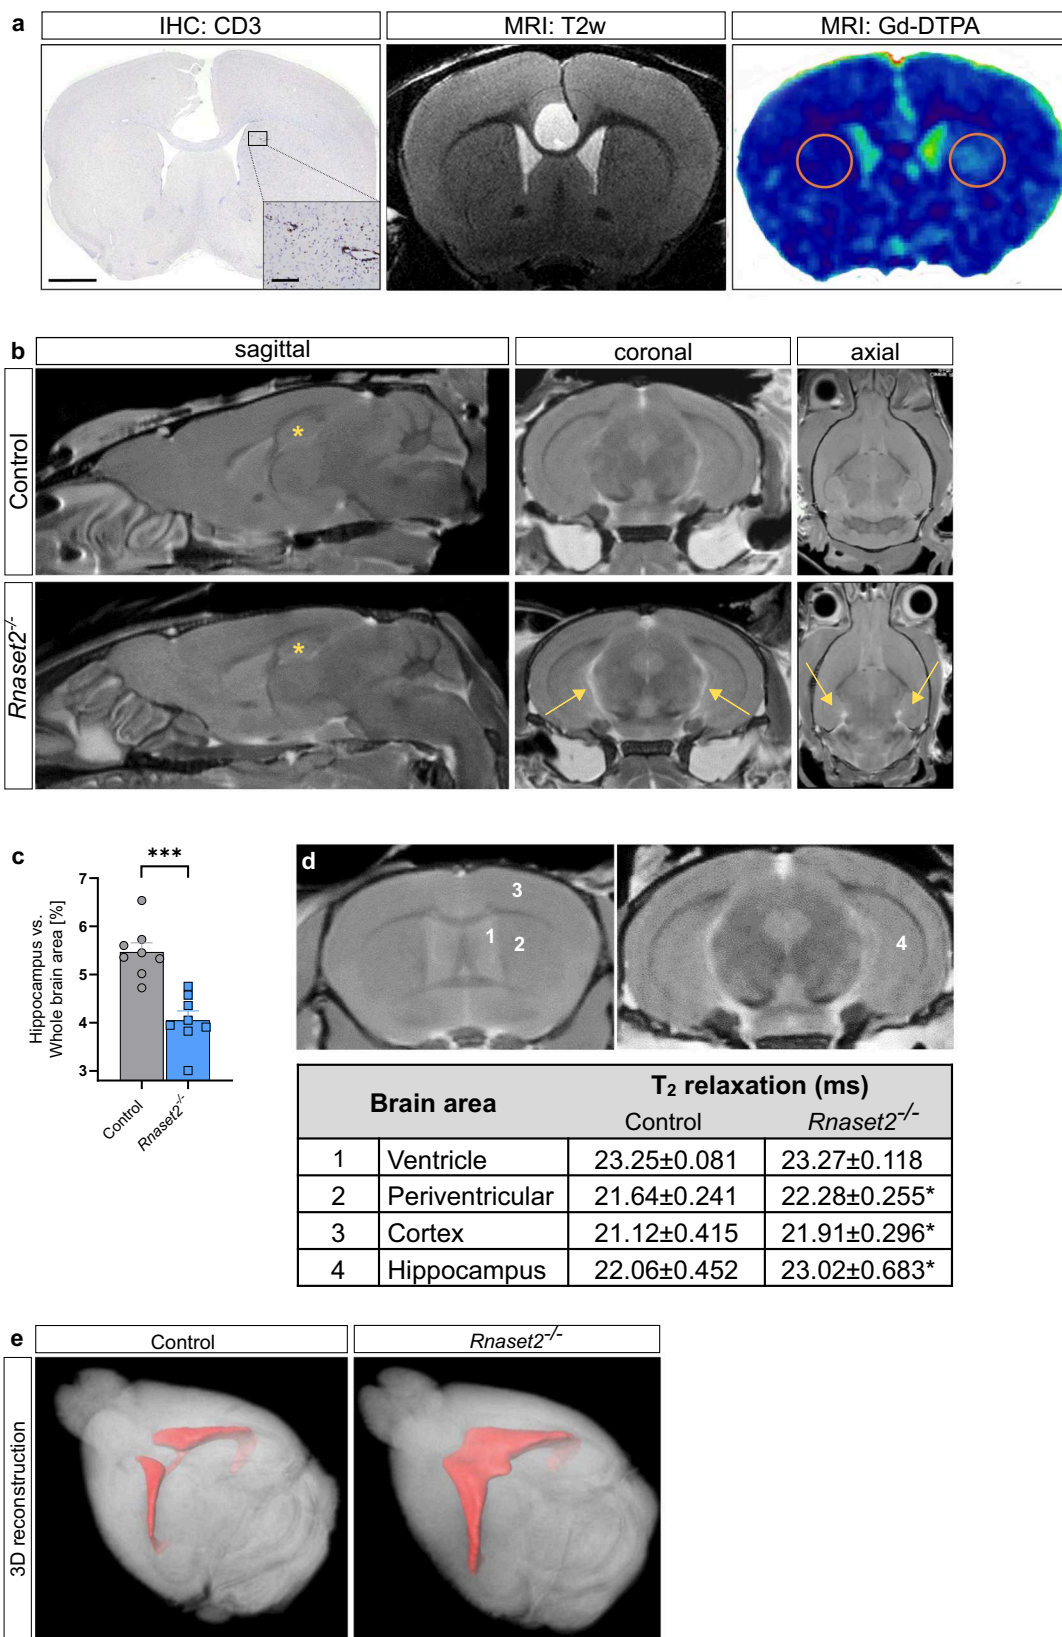 a
IHC: CD3
MRI: T2w
MRI: Gd-DTPA
b
sagittal
coronal
axial
Control
*
Rnaset2-/-
*
c
***
Hippocampus vs.
Whole brain area [%]
7
6
5
4
3
Control
Rnaset2-/-
d
3
1
2
4
Brain area
T2 relaxation (ms)
Control
Rnaset2-/-
1 Ventricle 23.25±0.081 23.27±0.118
2 Periventricular 21.64±0.241 22.28±0.255*
3 Cortex 21.12±0.415 21.91±0.296*
4 Hippocampus 22.06±0.452 23.02±0.683*
e
Control
Rnaset2-/-
3D reconstruction